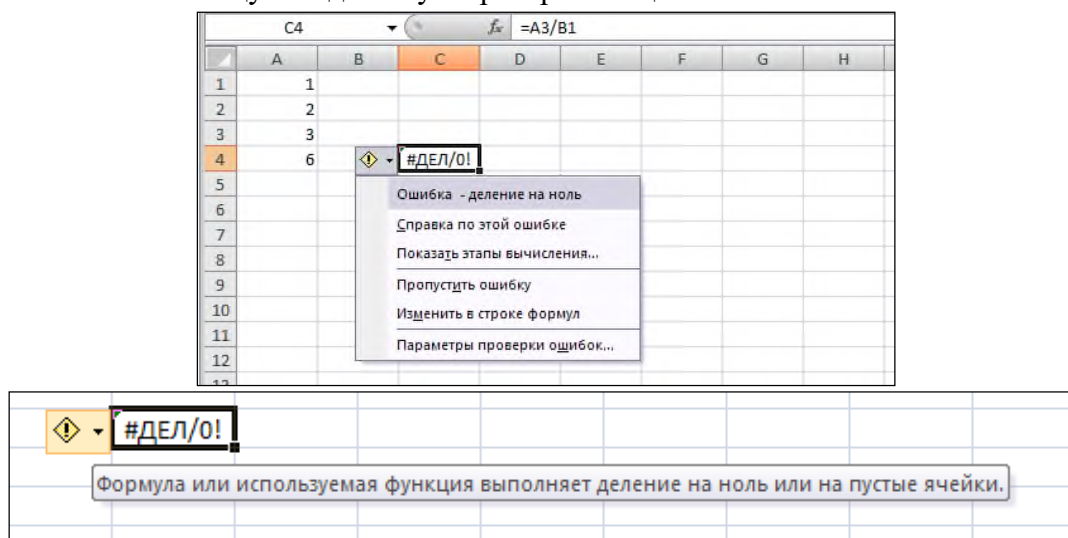 C4 fx =A3/B1
A B C D E F G H
1 1
2 2
3 3
4 6 #ДЕЛ/0!
5 Ошибка - деление на ноль
6 Справка по этой ошибке
7
8 Показать этапы вычисления...
9 Пропустить ошибку
10 Изменить в строке формул
11 Параметры проверки ошибок...
12
#ДЕЛ/0!
Формула или используемая функция выполняет деление на ноль или на пустые ячейки.